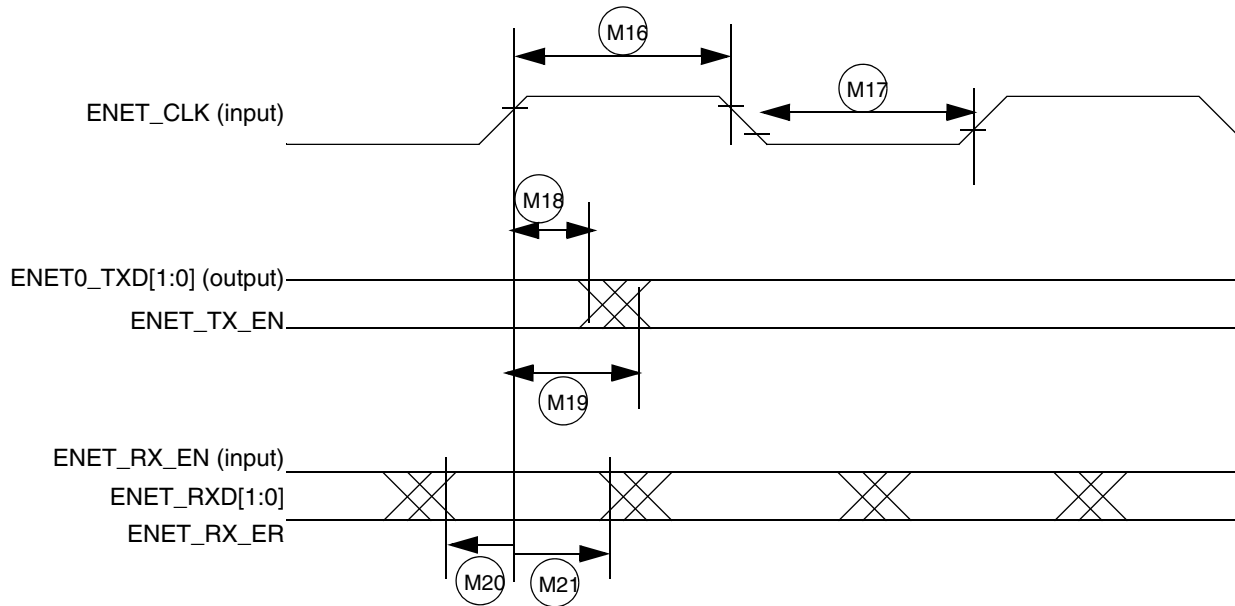 M16
ENET_CLK (input)
M17
M18
ENET0_TXD[1:0] (output)
ENET_TX_EN
M19
ENET_RX_EN (input)
ENET_RXD[1:0]
ENET_RX_ER
M20
M21